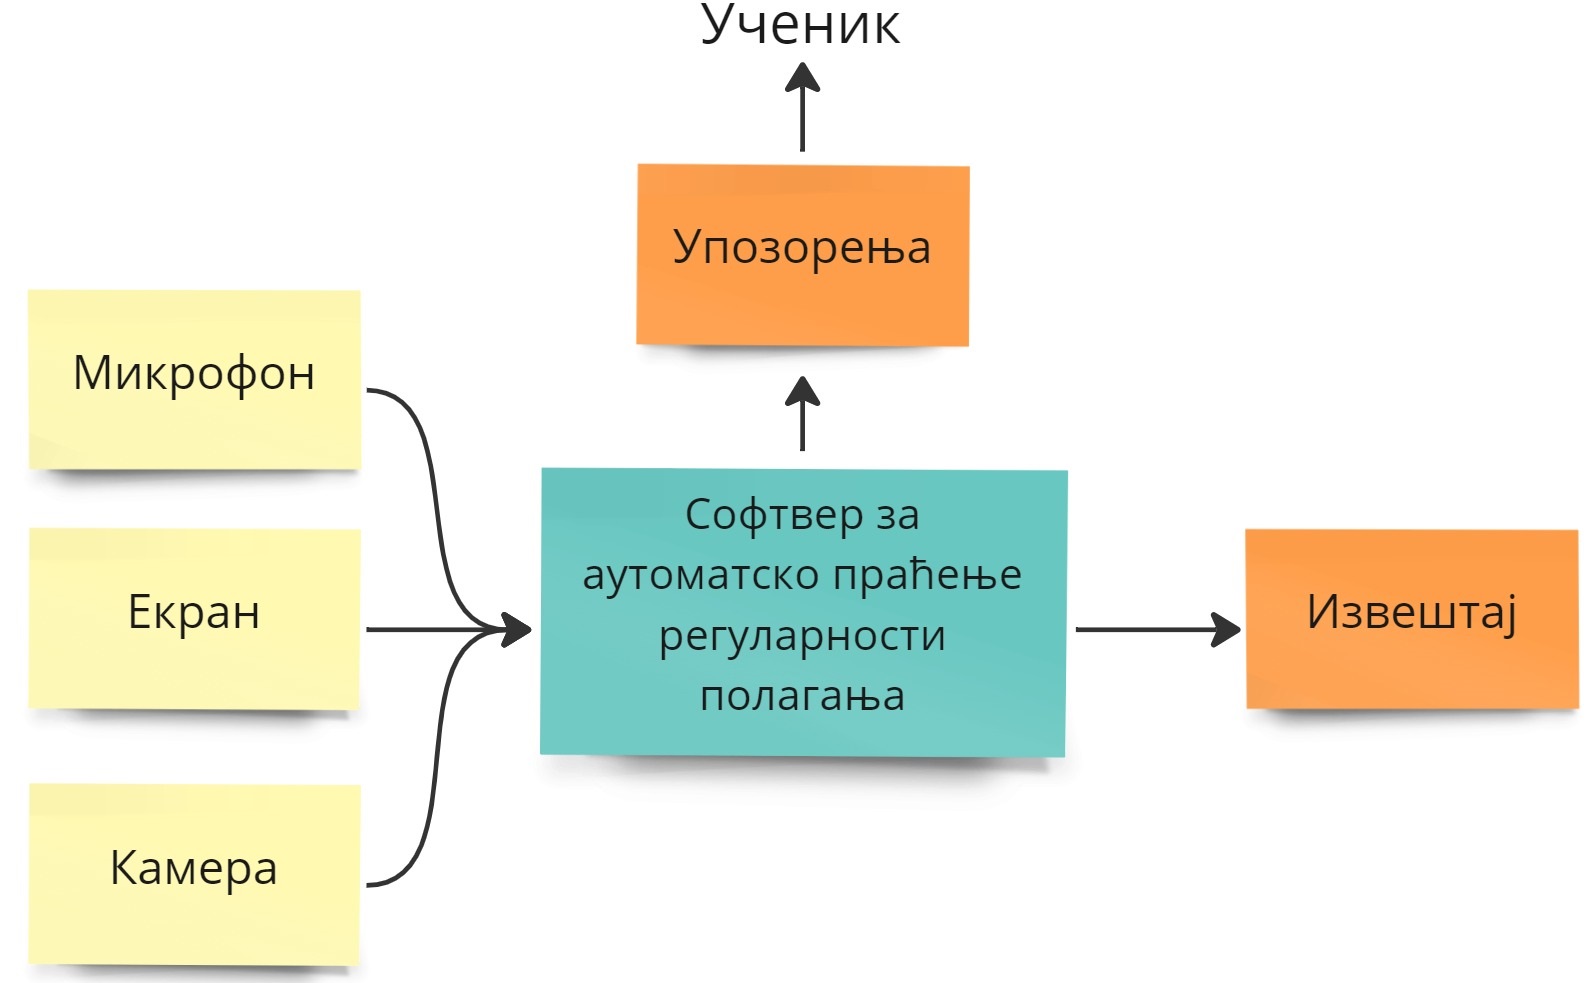 Ученик
Упозорења
Микрофон
Екран
Камера
Софтвер за
аутоматско праћење
регуларности
полагања
Извештај